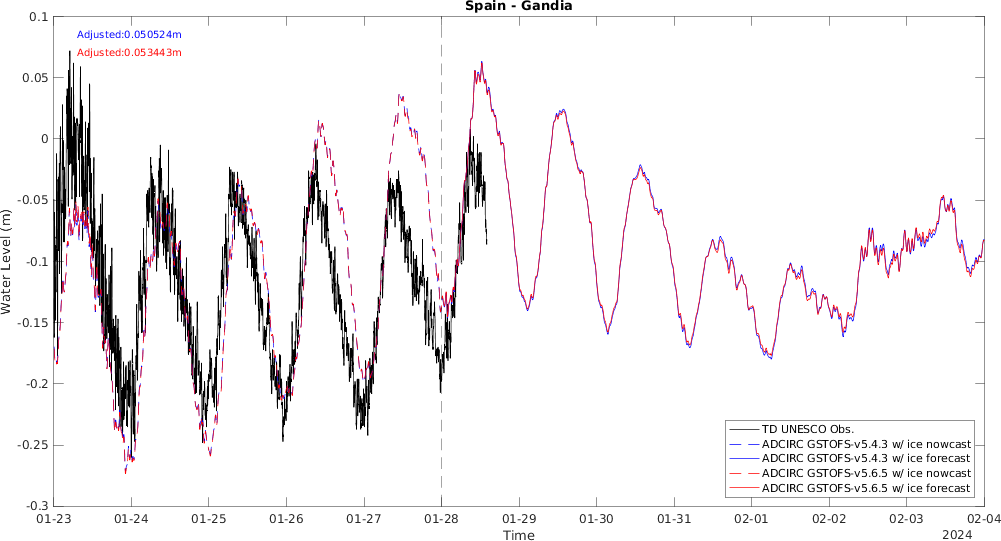 Spain - Gandia
Adjusted:0.050524m
Adjusted:0.053443m
0.1
0.05
0
-0.05
-0.1
-0.15
-0.2
-0.25
-0.3
Water Level (m)
TD UNESCO Obs.
ADCIRC GSTOFS-v5.4.3 w/ ice nowcast
ADCIRC GSTOFS-v5.4.3 w/ ice forecast
ADCIRC GSTOFS-v5.6.5 w/ ice nowcast
ADCIRC GSTOFS-v5.6.5 w/ ice forecast
01-23 01-24 01-25 01-26 01-27 01-28 01-29 01-30 01-31 02-01 02-02 02-03 02-04
Time
2024